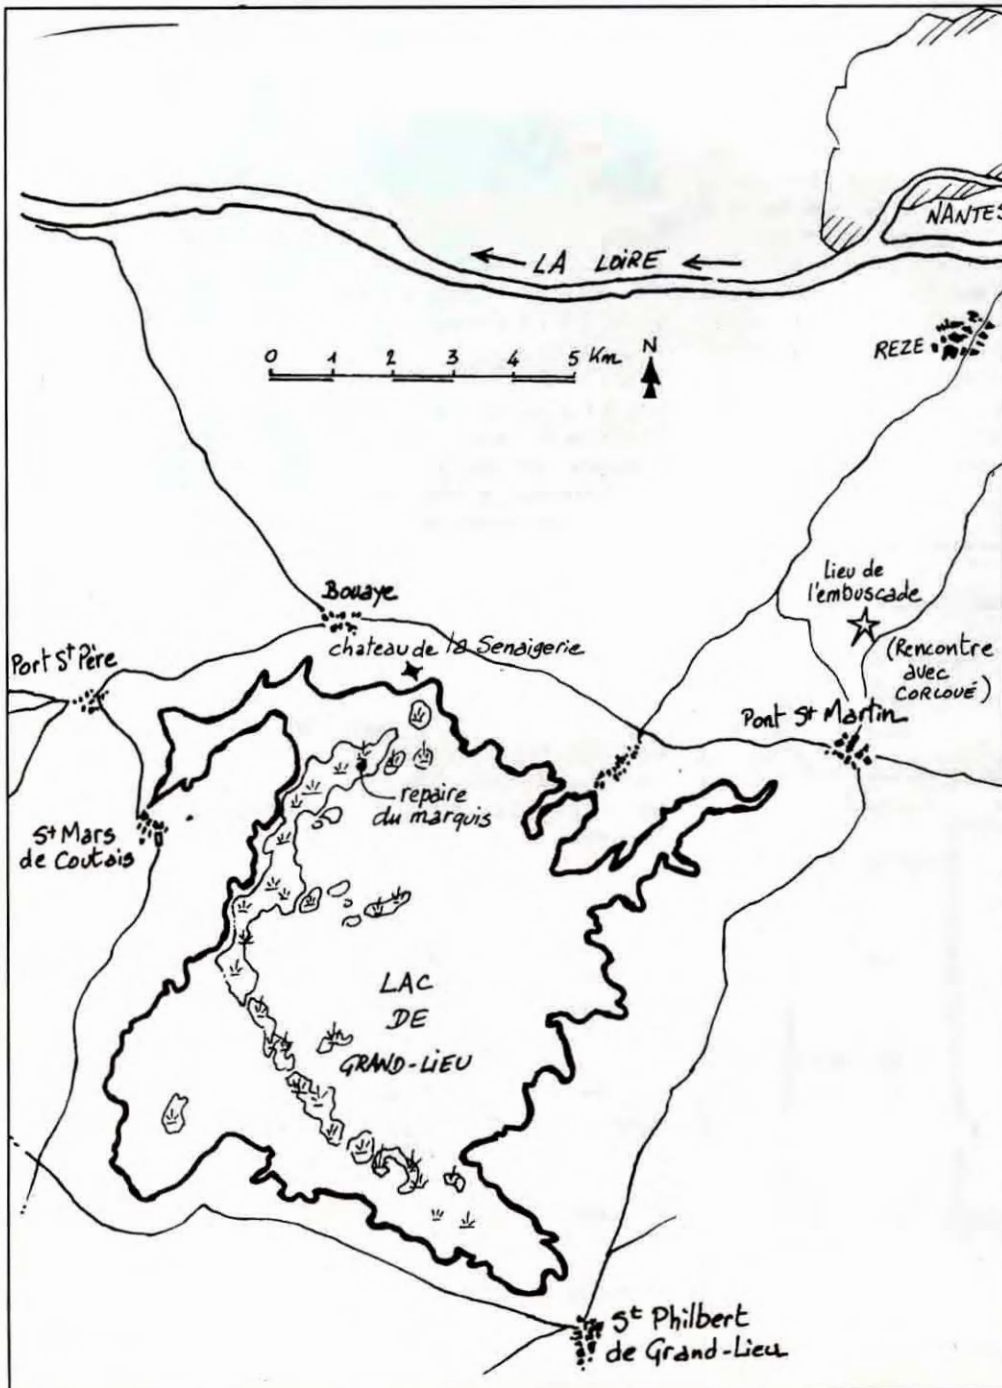 NANTES
← LA LOIRE ←
REZE
0 1 2 3 5 Km
N
Lieu de
l'embuscade
Bouaye
chateau de la Senaigerie
(Rencontre
avec
CORLOUÉ)
Port St Père
Pont St Martin
repaire
du marquis
St Mars
de Coutais
LAC
DE
GRAND-LIEU
St Philbert
de Grand-Lieu